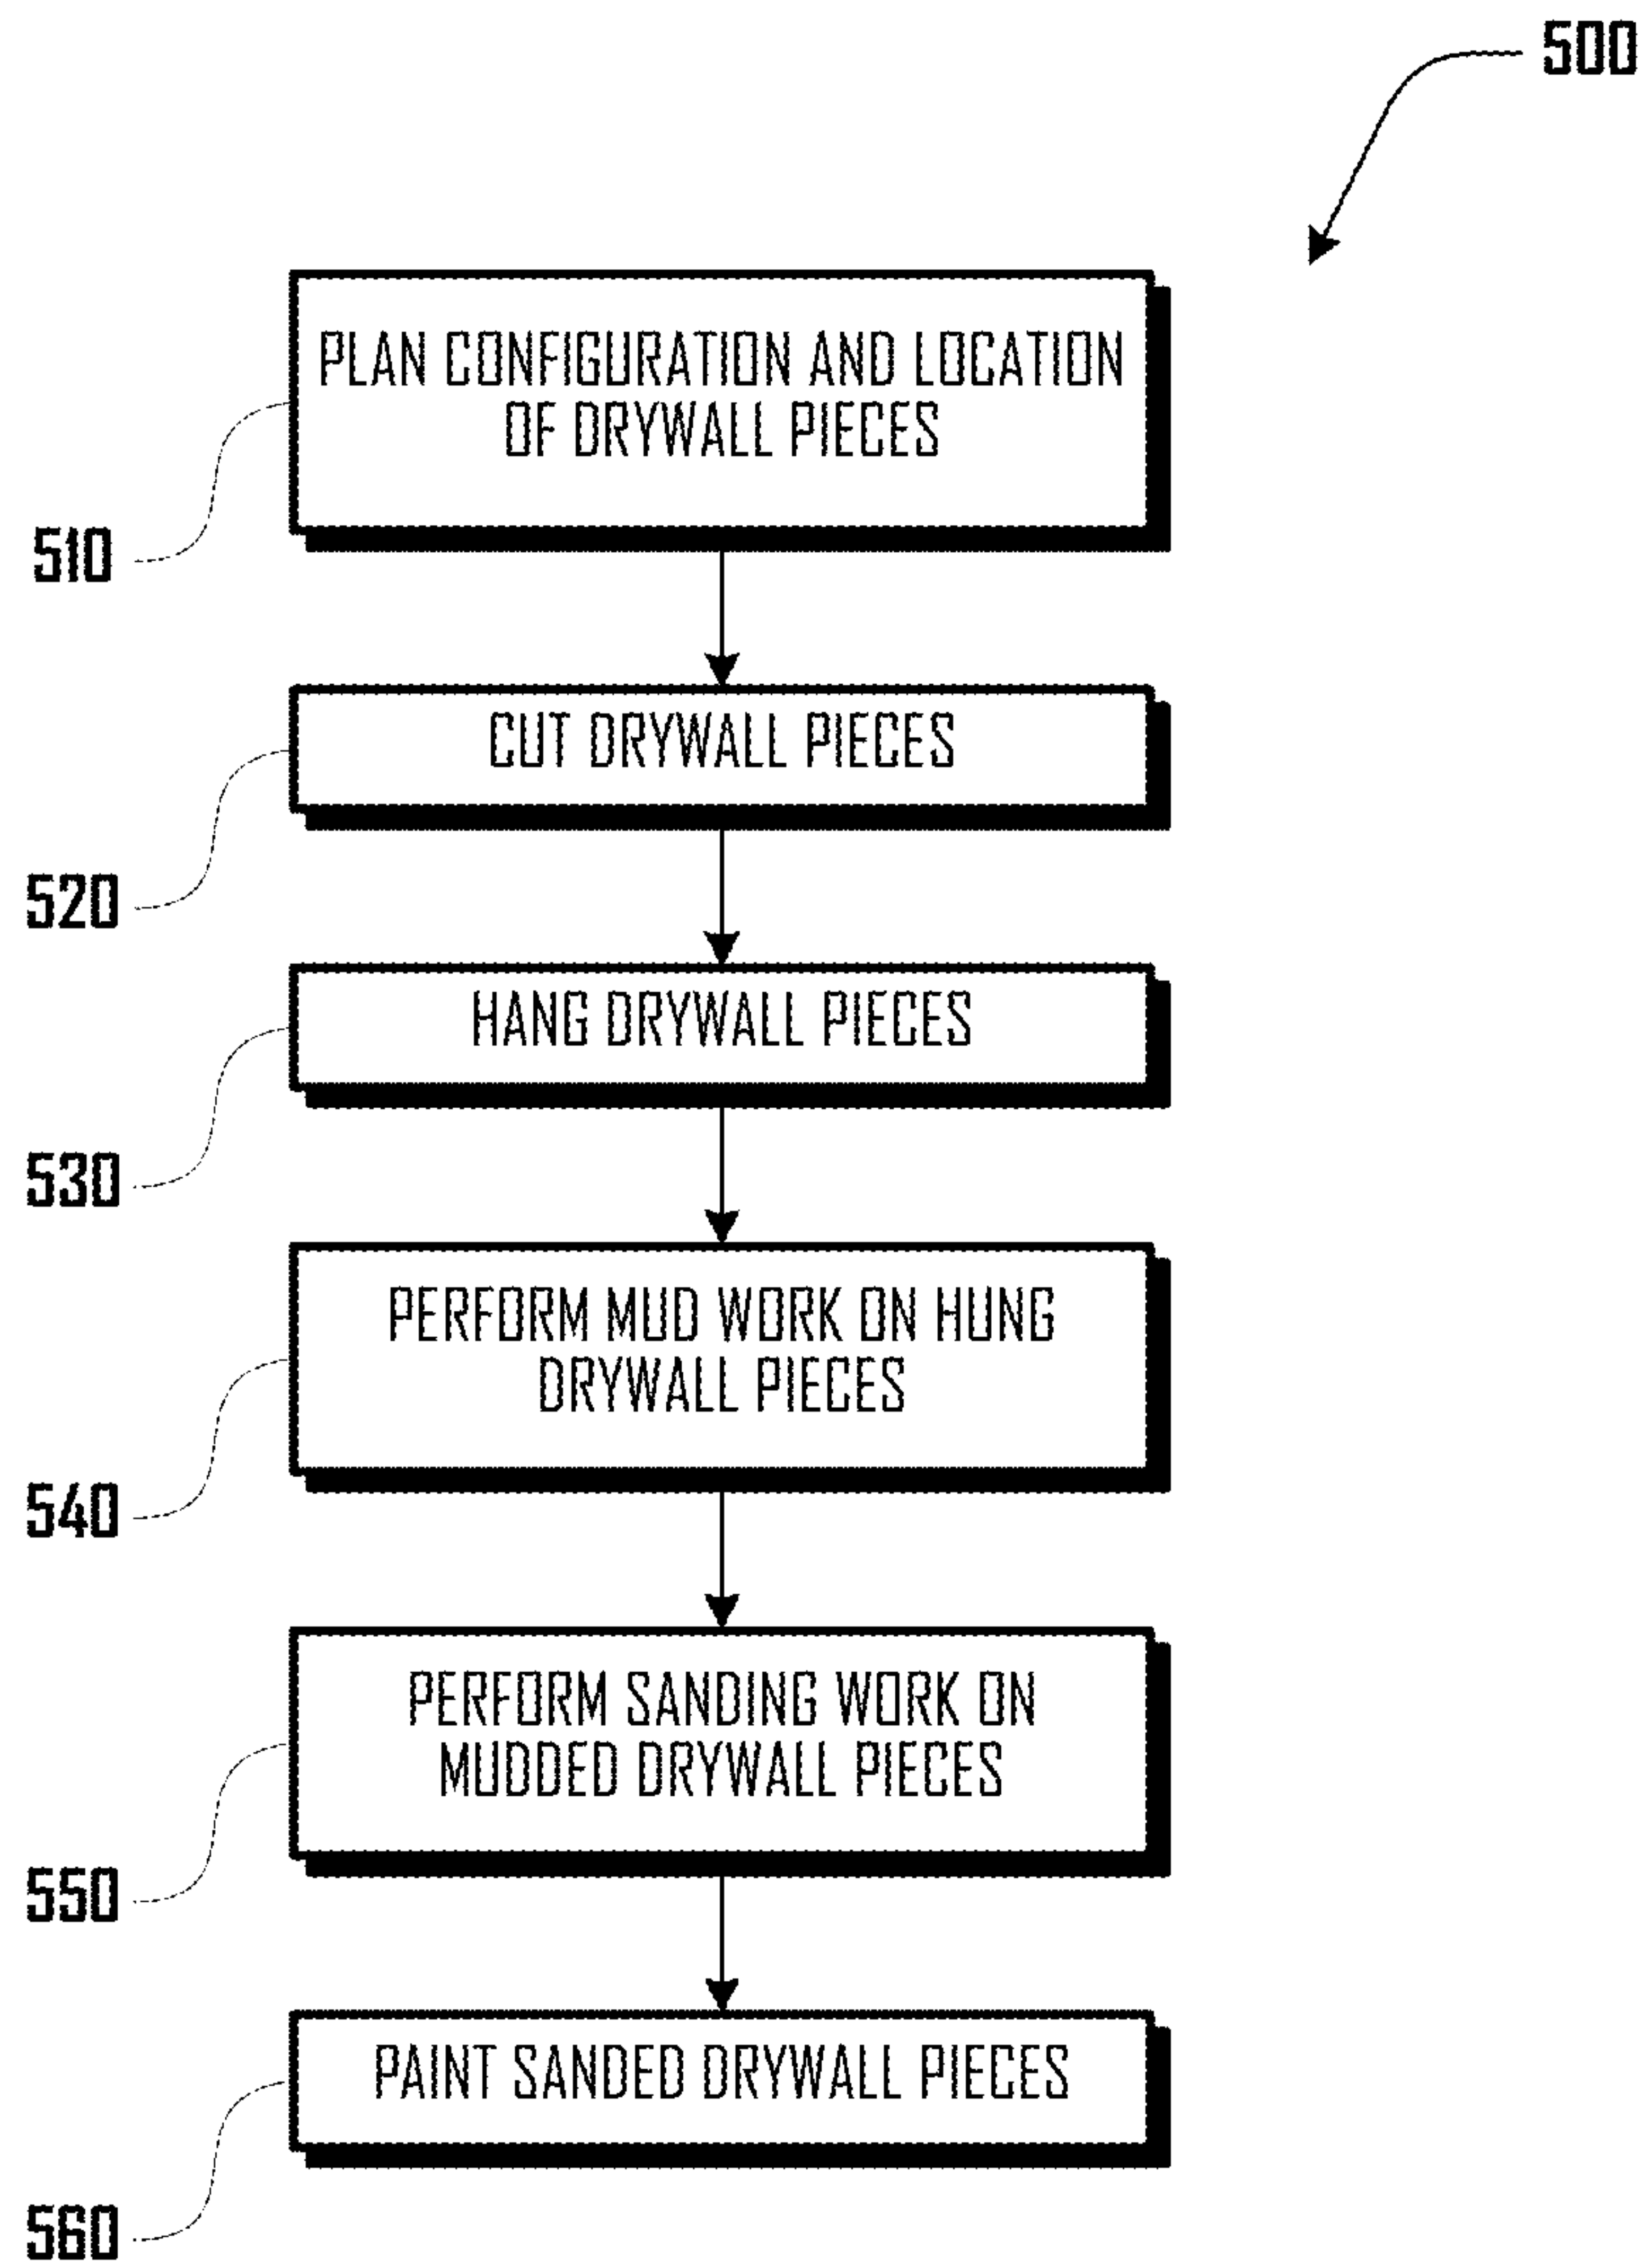 500
PLAN CONFIGURATION AND LOCATION
OF DRYWALL PIECES
510
CUT DRYWALL PIECES
520
HANG DRYWALL PIECES
530
PERFORM MUD WORK ON HUNG
DRYWALL PIECES
540
PERFORM SANDING WORK ON
MUDDED DRYWALL PIECES
550
PAINT SANDED DRYWALL PIECES
560